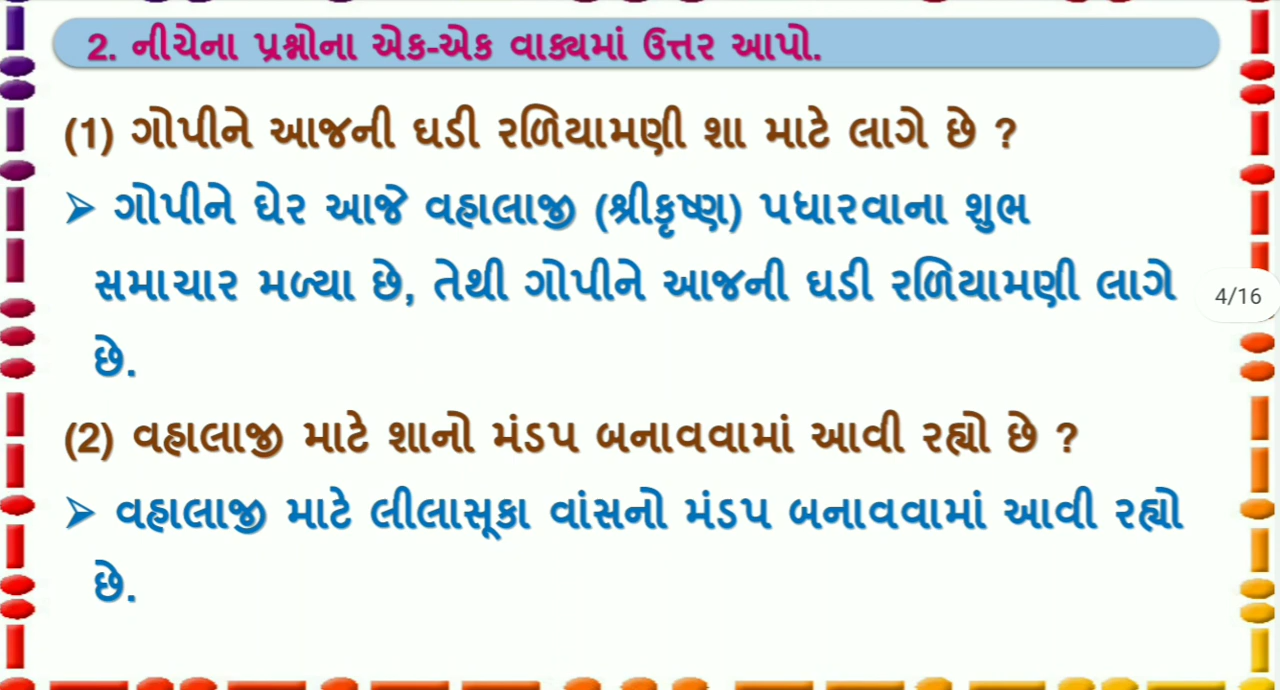 2. નીચેના પ્રશ્નોના એક-એક વાક્યમાં ઉત્તર આપો.
(1) ગોપીને આજની ઘડી રળિયામણી શા માટે લાગે છે ?
➢ ગોપીને ઘેર આજે વહાલાજી (શ્રીકૃષ્ણ) પધારવાના શુભ
સમાચાર મળ્યા છે, તેથી ગોપીને આજની ઘડી રળિયામણી લાગે
4/16
છે.
(2) વહાલાજી માટે શાનો મંડપ બનાવવામાં આવી રહ્યો છે ?
➢ વહાલાજી માટે લીલાસૂકા વાંસનો મંડપ બનાવવામાં આવી રહ્યો
છે.